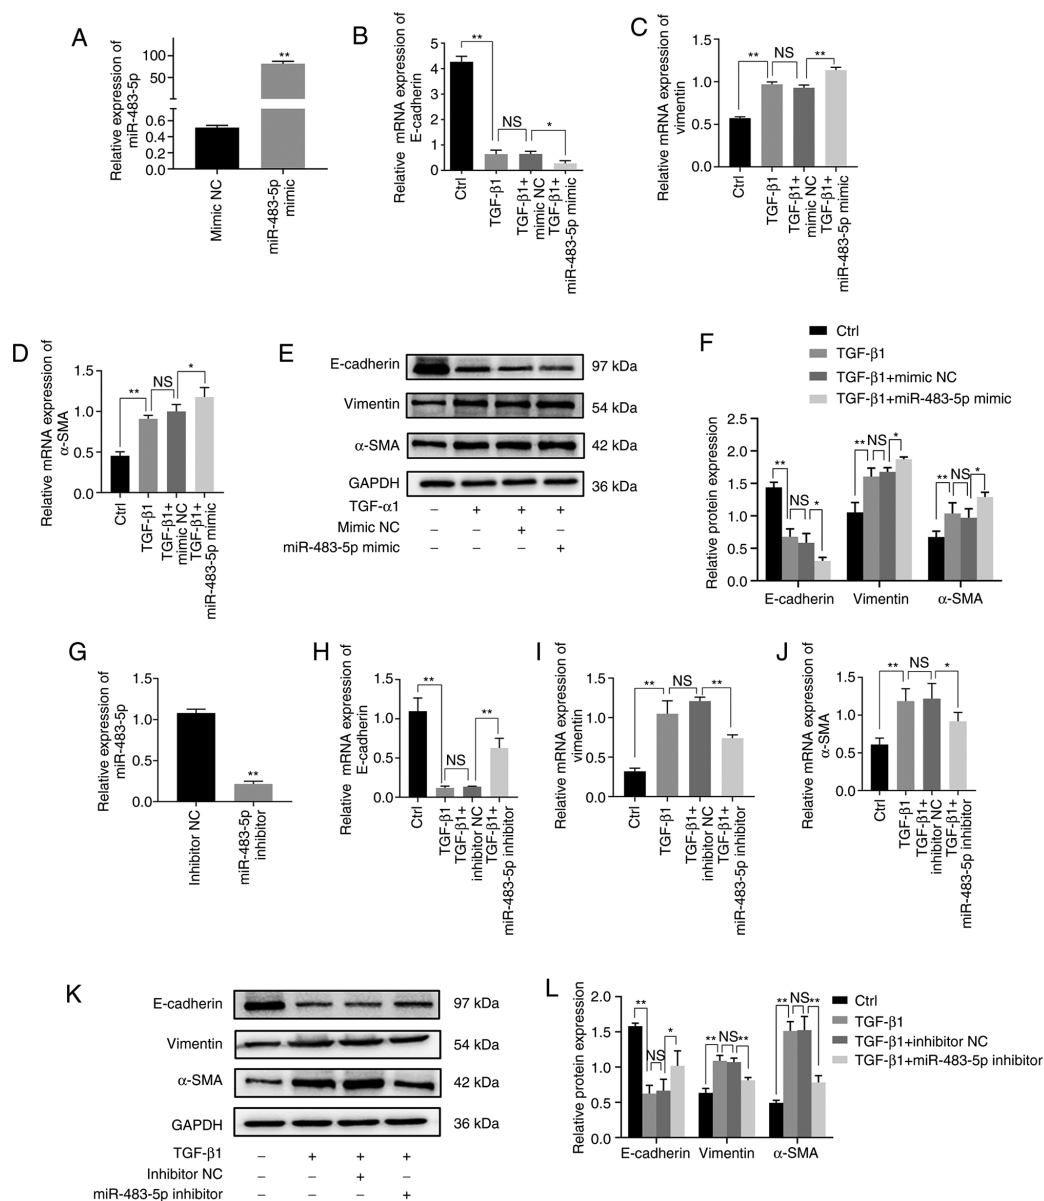 A
Relative expression of
miR-483-5p
100
50
0.6
0.4
0.2
0.0
**
Mimic NC
miR-483-5p
mimic
B
Relative mRNA expression of
E-cadherin
5
4
3
2
1
0
**
NS
*
Ctrl
TGF-β1
TGF-β1+
mimic NC
TGF-β1+
miR-483-5p mimic
C
Relative mRNA expression of
vimentin
1.5
1.0
0.5
0.0
**
NS
**
Ctrl
TGF-β1
TGF-β1+
mimic NC
TGF-β1+
miR-483-5p mimic
D
Relative mRNA expression of
α-SMA
1.5
1.0
0.5
0.0
**
NS
*
Ctrl
TGF-β1
TGF-β1+
mimic NC
TGF-β1+
miR-483-5p mimic
E
E-cadherin 97 kDa
Vimentin 54 kDa
α-SMA 42 kDa
GAPDH 36 kDa
TGF-α1 – + + +
Mimic NC – – + –
miR-483-5p mimic – – – +
F
Ctrl
TGF-β1
TGF-β1+mimic NC
TGF-β1+miR-483-5p mimic
Relative protein expression
2.5
2.0
1.5
1.0
0.5
0.0
** NS *
** NS *
** NS *
E-cadherin Vimentin α-SMA
G
Relative expression of
miR-483-5p
1.5
1.0
0.5
0.0
**
Inhibitor NC
miR-483-5p
inhibitor
H
Relative mRNA expression of
E-cadherin
1.5
1.0
0.5
0.0
**
NS
**
Ctrl
TGF-β1
TGF-β1+
inhibitor NC
TGF-β1+
miR-483-5p inhibitor
I
Relative mRNA expression of
vimentin
1.5
1.0
0.5
0.0
**
NS
**
Ctrl
TGF-β1
TGF-β1+
inhibitor NC
TGF-β1+
miR-483-5p inhibitor
J
Relative mRNA expression of
α-SMA
1.5
1.0
0.5
0.0
**
NS
*
Ctrl
TGF-β1
TGF-β1+
inhibitor NC
TGF-β1+
miR-483-5p inhibitor
K
E-cadherin 97 kDa
Vimentin 54 kDa
α-SMA 42 kDa
GAPDH 36 kDa
TGF-β1 – + + +
Inhibitor NC – – + –
miR-483-5p inhibitor – – – +
L
Relative protein expression
2.0
1.5
1.0
0.5
0.0
** NS *
** NS **
** NS **
E-cadherin Vimentin α-SMA
Ctrl
TGF-β1
TGF-β1+inhibitor NC
TGF-β1+miR-483-5p inhibitor